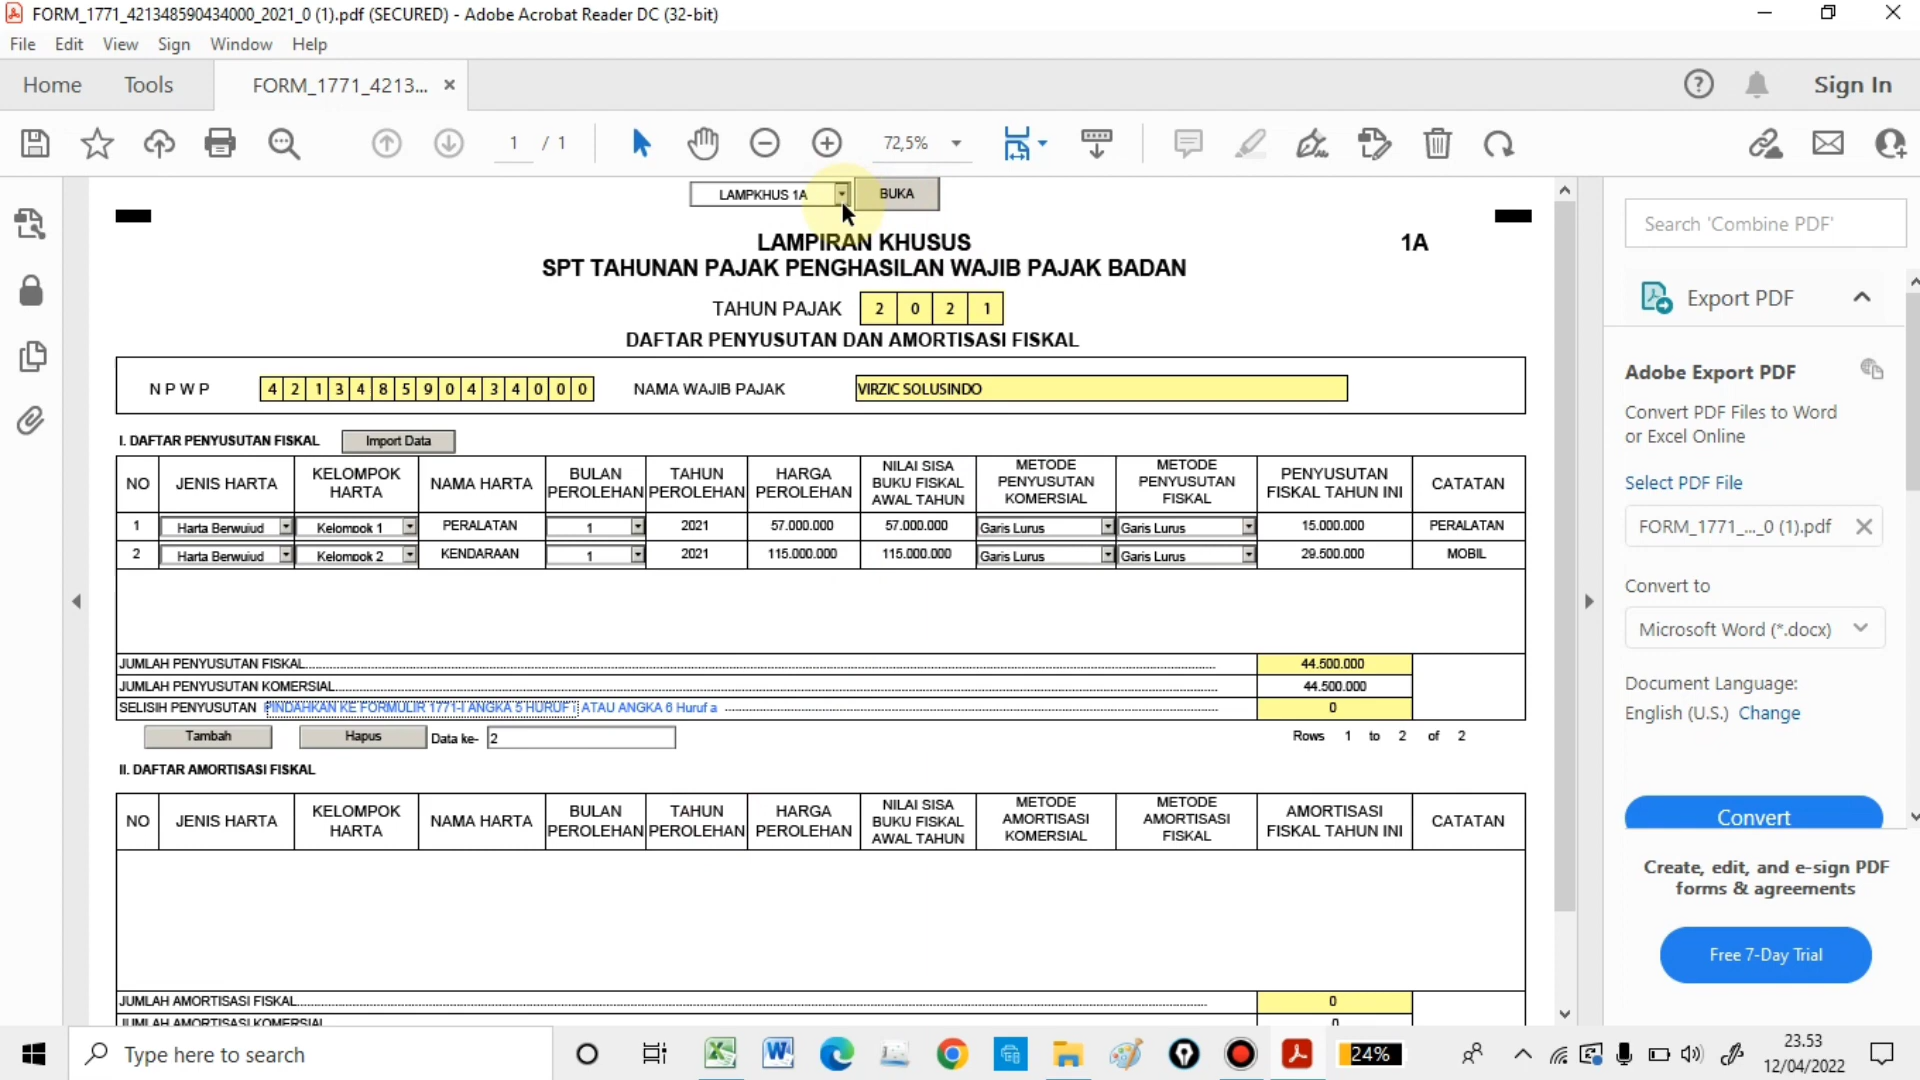 FORM_1771_421348590434000_2021_0 (1).pdf (SECURED) - Adobe Acrobat Reader DC (32-bit)
File Edit View Sign Window Help
Home Tools FORM_1771_4213... × Sign In
1 / 1 72,5%
LAMPKHUS 1A BUKA
LAMPIRAN KHUSUS 1A
SPT TAHUNAN PAJAK PENGHASILAN WAJIB PAJAK BADAN
TAHUN PAJAK 2 0 2 1
DAFTAR PENYUSUTAN DAN AMORTISASI FISKAL
N P W P 4 2 1 3 4 8 5 9 0 4 3 4 0 0 0 NAMA WAJIB PAJAK VIRZIC SOLUSINDO
I. DAFTAR PENYUSUTAN FISKAL Import Data
NO JENIS HARTA KELOMPOK HARTA NAMA HARTA BULAN PEROLEHAN TAHUN PEROLEHAN HARGA PEROLEHAN NILAI SISA BUKU FISKAL AWAL TAHUN METODE PENYUSUTAN KOMERSIAL METODE PENYUSUTAN FISKAL PENYUSUTAN FISKAL TAHUN INI CATATAN
1 Harta Berwujud Kelompok 1 PERALATAN 1 2021 57.000.000 57.000.000 Garis Lurus Garis Lurus 15.000.000 PERALATAN
2 Harta Berwujud Kelompok 2 KENDARAAN 1 2021 115.000.000 115.000.000 Garis Lurus Garis Lurus 29.500.000 MOBIL
JUMLAH PENYUSUTAN FISKAL 44.500.000
JUMLAH PENYUSUTAN KOMERSIAL 44.500.000
SELISIH PENYUSUTAN PINDAHKAN KE FORMULIR 1771-I ANGKA 5 HURUF i ATAU ANGKA 6 Huruf a 0
Tambah Hapus Data ke- 2 Rows 1 to 2 of 2
II. DAFTAR AMORTISASI FISKAL
NO JENIS HARTA KELOMPOK HARTA NAMA HARTA BULAN PEROLEHAN TAHUN PEROLEHAN HARGA PEROLEHAN NILAI SISA BUKU FISKAL AWAL TAHUN METODE AMORTISASI KOMERSIAL METODE AMORTISASI FISKAL AMORTISASI FISKAL TAHUN INI CATATAN
JUMLAH AMORTISASI FISKAL 0
JUMLAH AMORTISASI KOMERSIAL 0
Search 'Combine PDF'
Export PDF
Adobe Export PDF
Convert PDF Files to Word
or Excel Online
Select PDF File
FORM_1771_..._0 (1).pdf
Convert to
Microsoft Word (*.docx)
Document Language:
English (U.S.) Change
Convert
Create, edit, and e-sign PDF
forms & agreements
Free 7-Day Trial
Type here to search
24%
23.53
12/04/2022